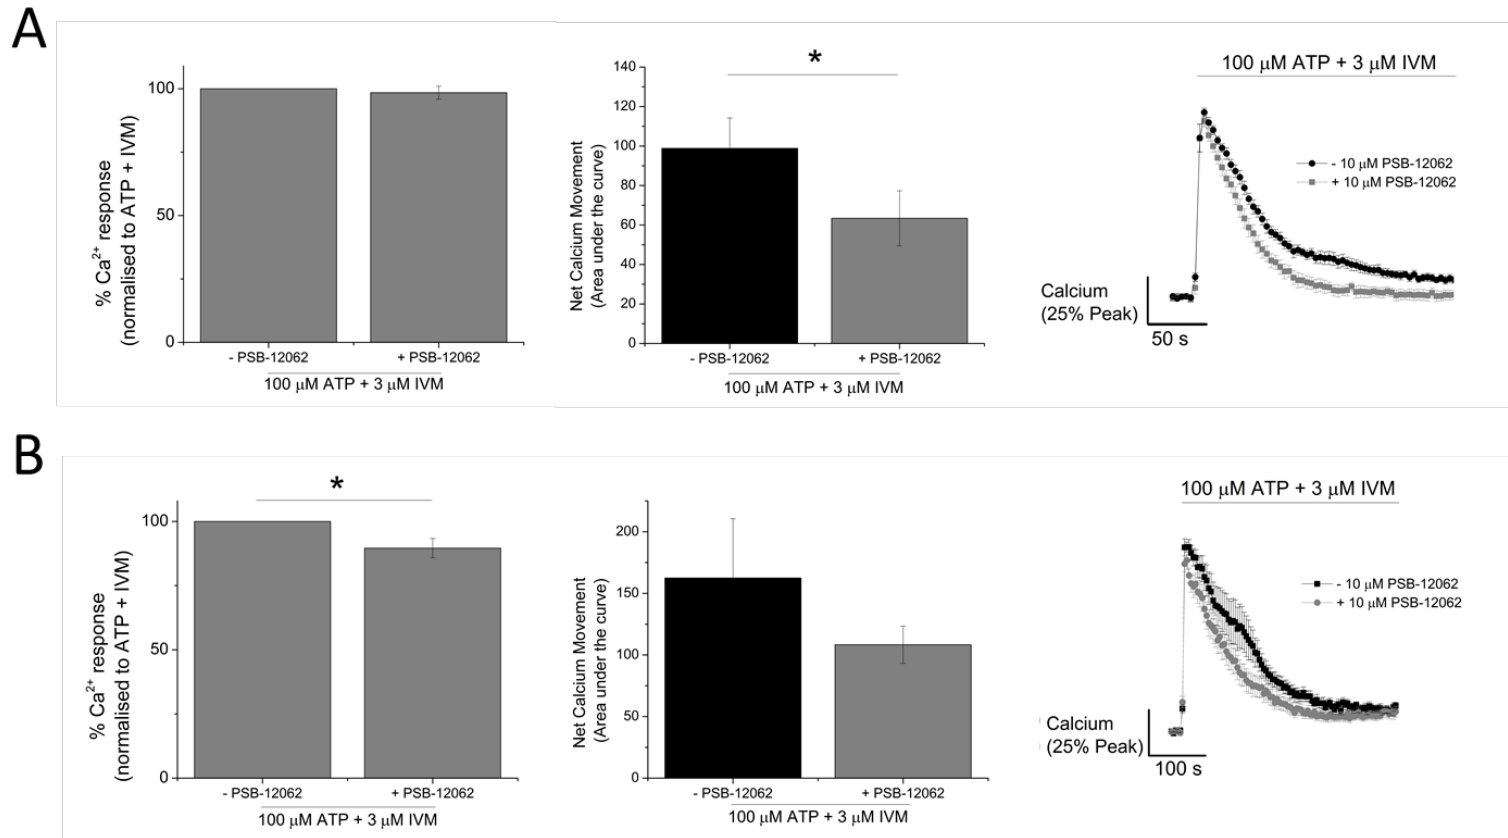 A
% Ca2+ response
(normalised to ATP + IVM)
100
50
0
- PSB-12062
+ PSB-12062
100 μM ATP + 3 μM IVM
*
Net Calcium Movement
(Area under the curve)
140
120
100
80
60
40
20
0
- PSB-12062
+ PSB-12062
100 μM ATP + 3 μM IVM
100 μM ATP + 3 μM IVM
- 10 μM PSB-12062
+ 10 μM PSB-12062
Calcium
(25% Peak)
50 s
B
*
% Ca2+ response
(normalised to ATP + IVM)
100
50
0
- PSB-12062
+ PSB-12062
100 μM ATP + 3 μM IVM
Net Calcium Movement
(Area under the curve)
200
150
100
50
0
- PSB-12062
+ PSB-12062
100 μM ATP + 3 μM IVM
100 μM ATP + 3 μM IVM
- 10 μM PSB-12062
+ 10 μM PSB-12062
Calcium
(25% Peak)
100 s